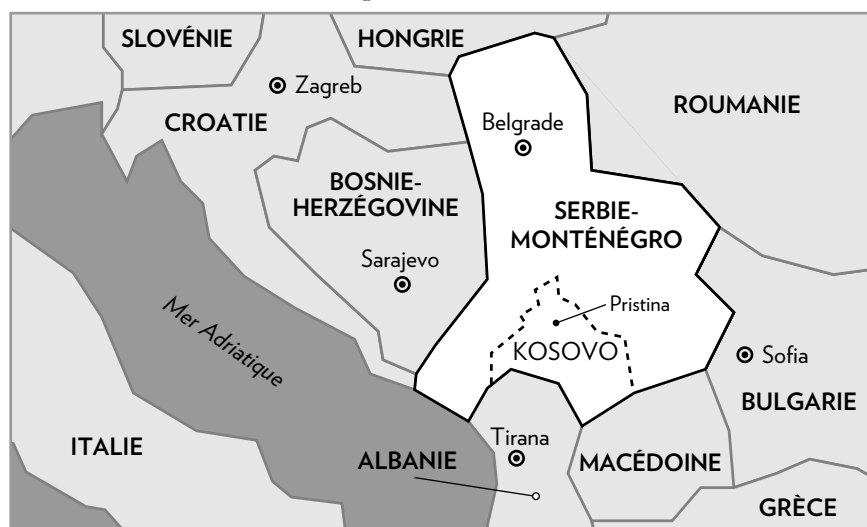 SLOVÉNIE
HONGRIE
Zagreb
ROUMANIE
CROATIE
Belgrade
BOSNIE-
HERZÉGOVINE
SERBIE-
MONTÉNÉGRO
Sarajevo
Pristina
Mer Adriatique
KOSOVO
Sofia
BULGARIE
ITALIE
ALBANIE
Tirana
MACÉDOINE
GRÈCE